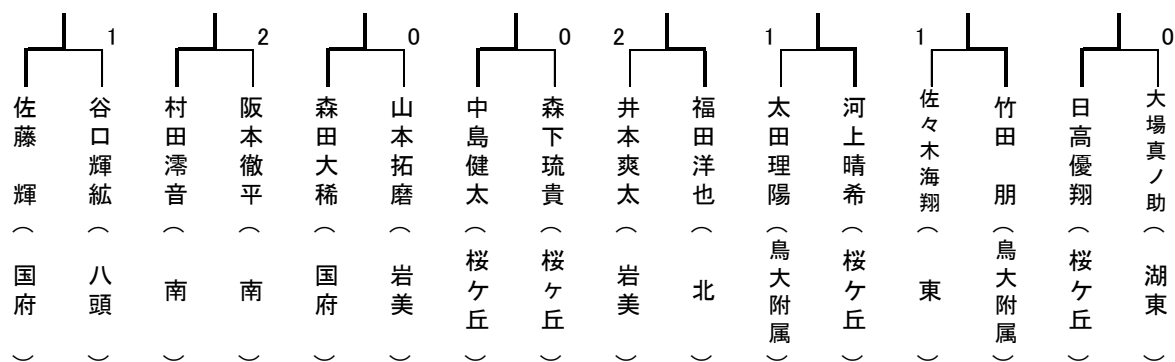 1 2 0 0 2 1 1 0
佐藤 輝（国府）
谷口輝紘（八頭）
村田澪音（南）
阪本徹平（南）
森田大稀（国府）
山本拓磨（岩美）
中島健太（桜ケ丘）
森下琉貴（桜ヶ丘）
井本爽太（岩美）
福田洋也（北）
太田理陽（鳥大附属）
河上晴希（桜ケ丘）
佐々木海翔（東）
竹田 朋（鳥大附属）
日高優翔（桜ケ丘）
大場真ノ助（湖東）